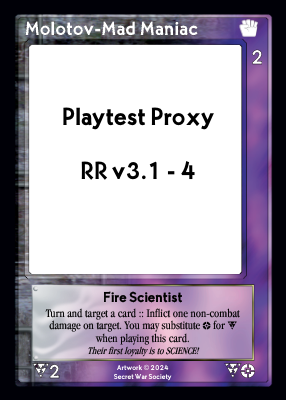 Molotov-Mad Maniac
2
Playtest Proxy
RR v3.1 - 4
Fire Scientist
Turn and target a card :: Inflict one non-combat
damage on target. You may substitute for
when playing this card.
Their first loyalty is to SCIENCE!
2
Artwork © 2024
Secret War Society